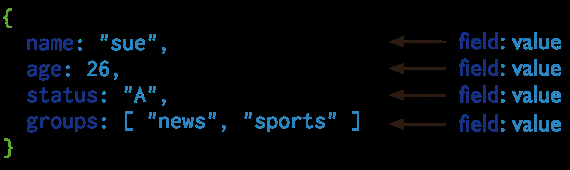 {
name: "sue", field: value
age: 26, field: value
status: "A", field: value
groups: [ "news", "sports" ] field: value
}